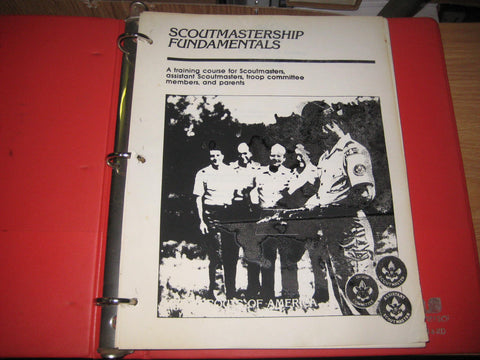 SCOUTMASTERSHIP
FUNDAMENTALS
A training course for Scoutmasters,
assistant Scoutmasters, troop committee
members, and parents
SCOUTS OF AMERICA